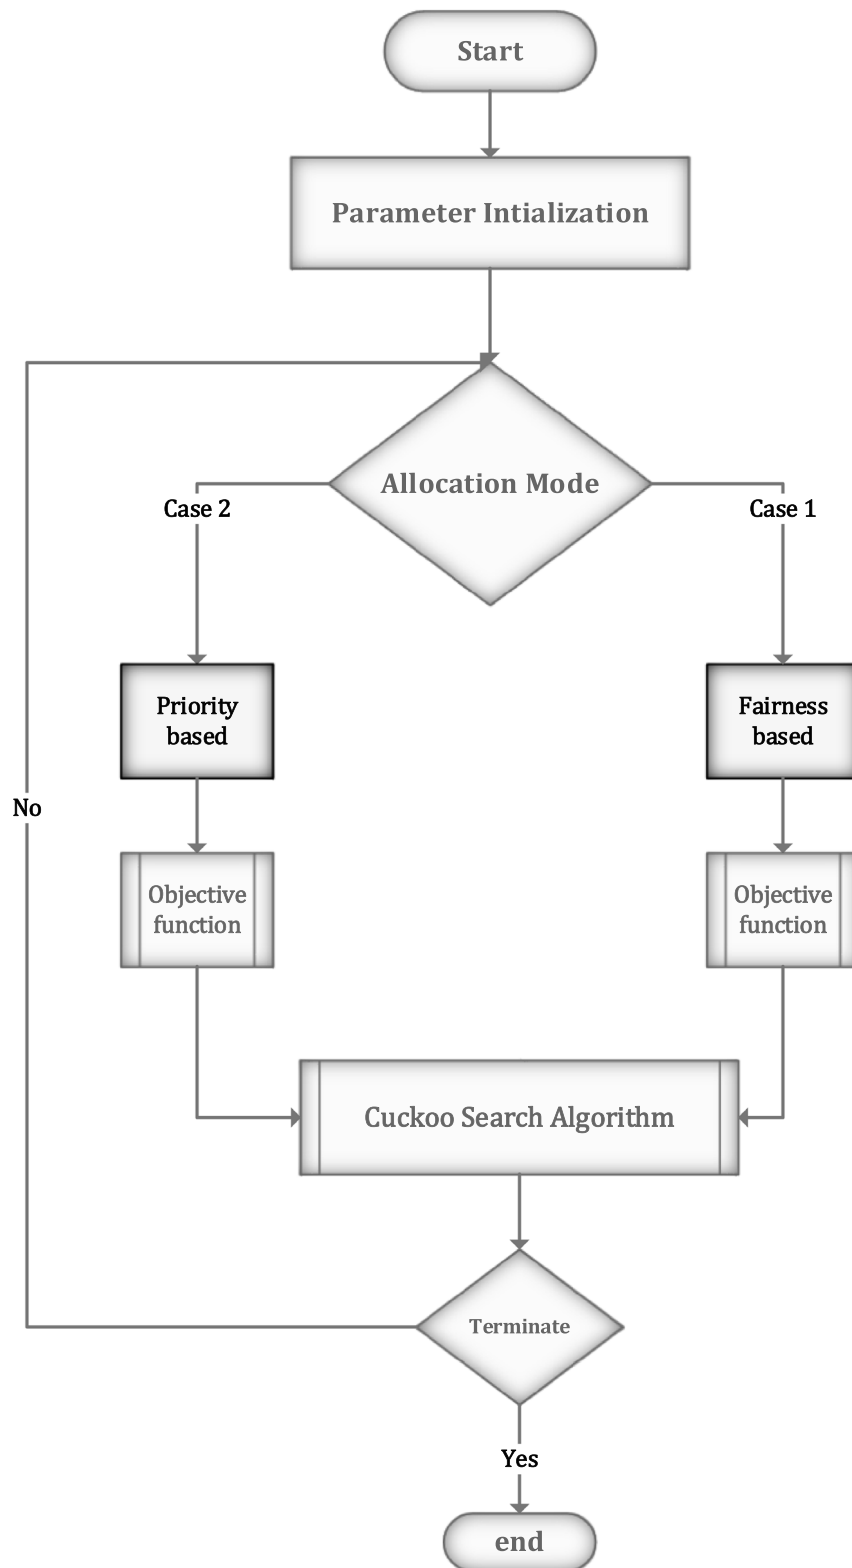 Start
Parameter Intialization
Allocation Mode
Case 2
Case 1
Priority
based
Fairness
based
No
Objective
function
Objective
function
Cuckoo Search Algorithm
Terminate
Yes
end